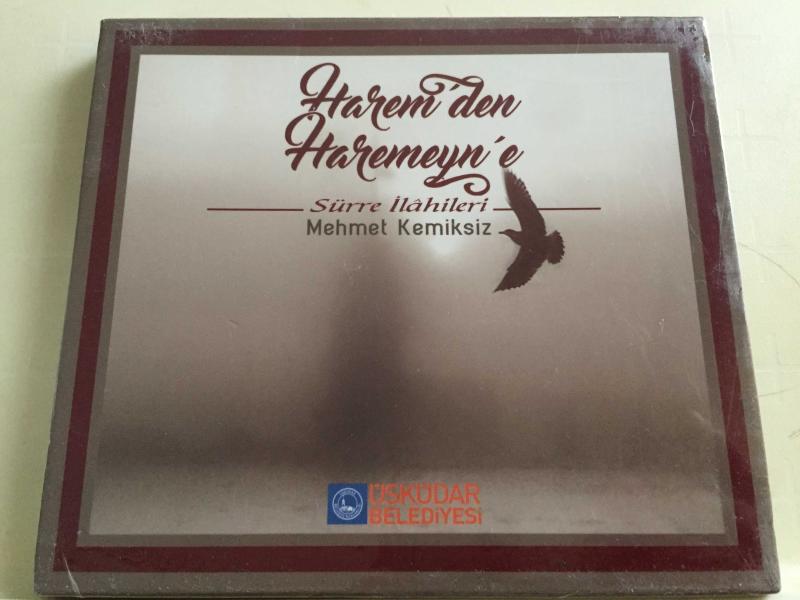 Harem'den
Haremeyn'e
Sürre İlâhileri
Mehmet Kemiksiz
ÜSKÜDAR
BELEDİYESİ